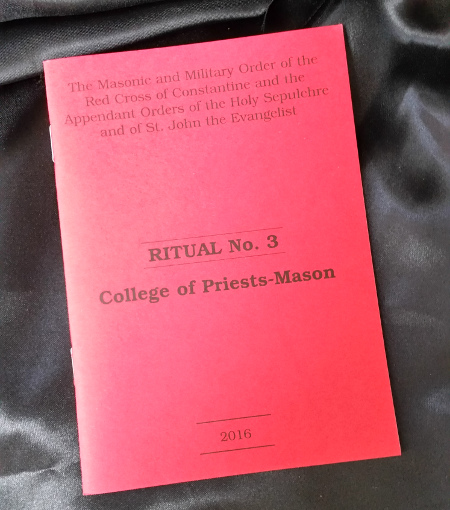 The Masonic and Military Order of the
Red Cross of Constantine and the
Appendant Orders of the Holy Sepulchre
and of St. John the Evangelist
RITUAL No. 3
College of Priests-Mason
2016